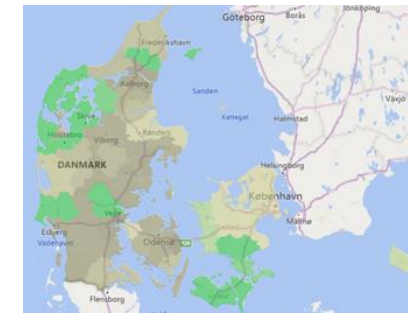 Göteborg
Borås
Jönköping
Frederikshavn
Aalborg
Sanden
Växjö
Skive
Kattegat
Halmstad
Holstebro
Viborg
Randers
DANMARK
Helsingborg
København
Vejle
Esbjerg
Malmö
Vadehavet
Odense
Flensborg